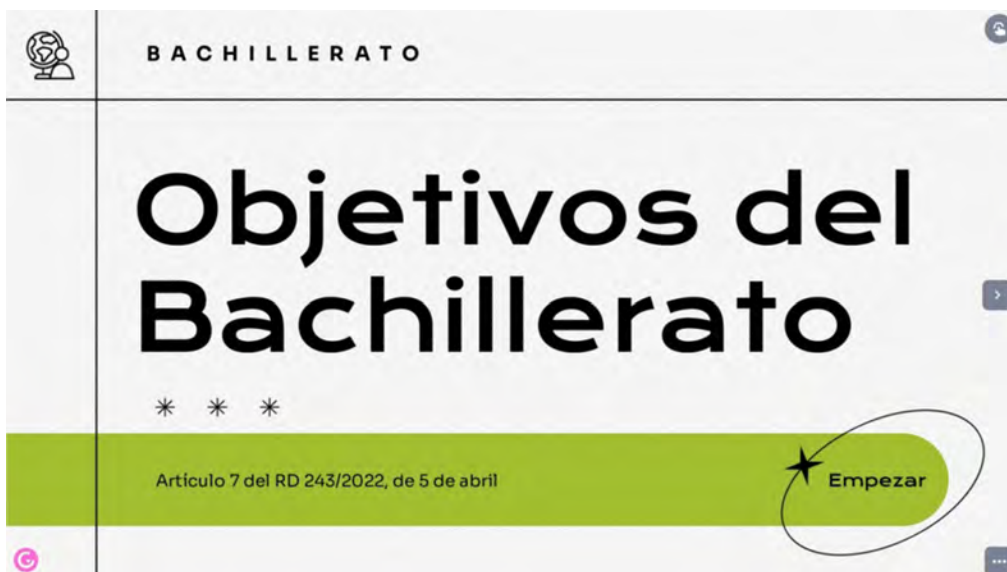 BACHILLERATO
Objetivos del
Bachillerato
Artículo 7 del RD 243/2022, de 5 de abril
Empezar